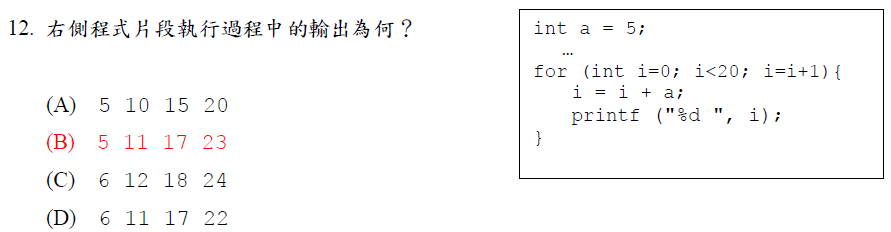 12. 右側程式片段執行過程中的輸出為何？
(A) 5 10 15 20
(B) 5 11 17 23
(C) 6 12 18 24
(D) 6 11 17 22
int a = 5;
…
for (int i=0; i<20; i=i+1){
i = i + a;
printf ("%d ", i);
}